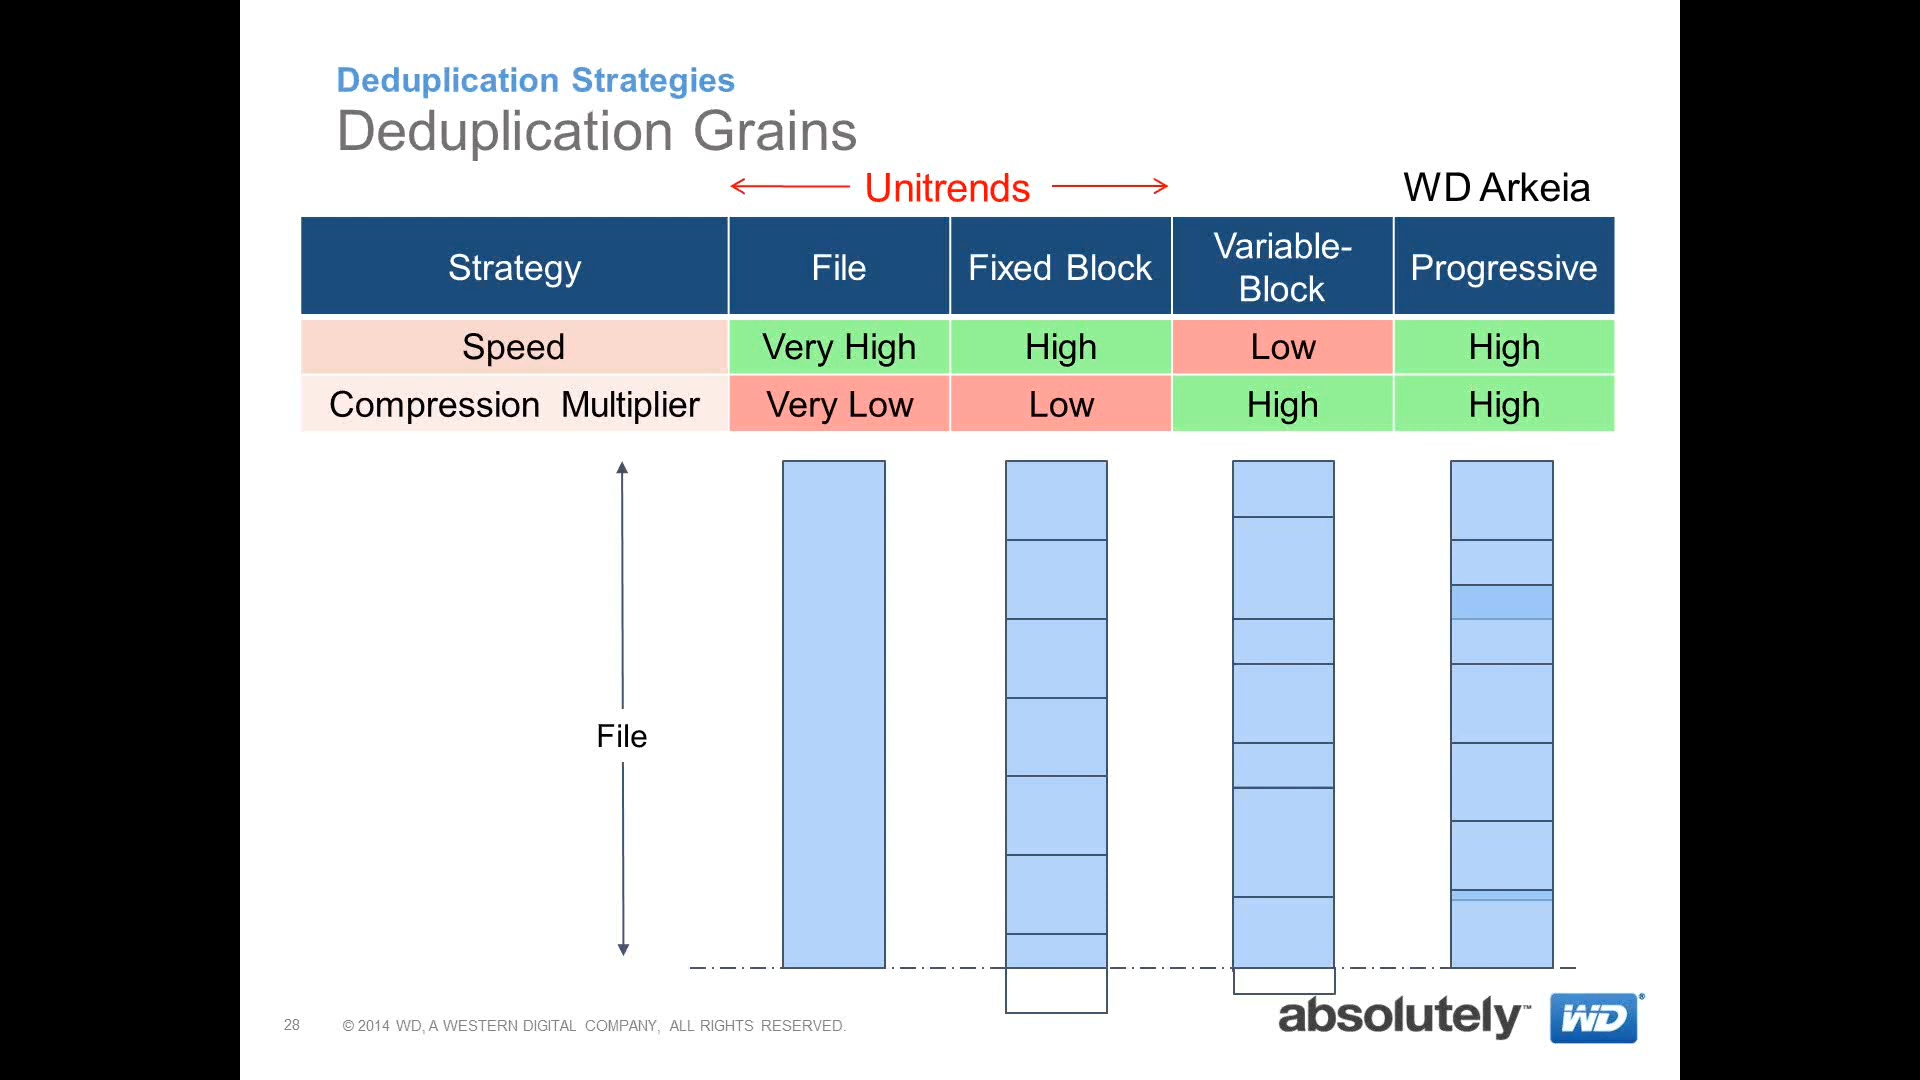 Deduplication Strategies
Deduplication Grains
Unitrends WD Arkeia
Strategy File Fixed Block Variable-Block Progressive
Speed Very High High Low High
Compression Multiplier Very Low Low High High
File
28 © 2014 WD, A WESTERN DIGITAL COMPANY, ALL RIGHTS RESERVED.
absolutely™ WD®